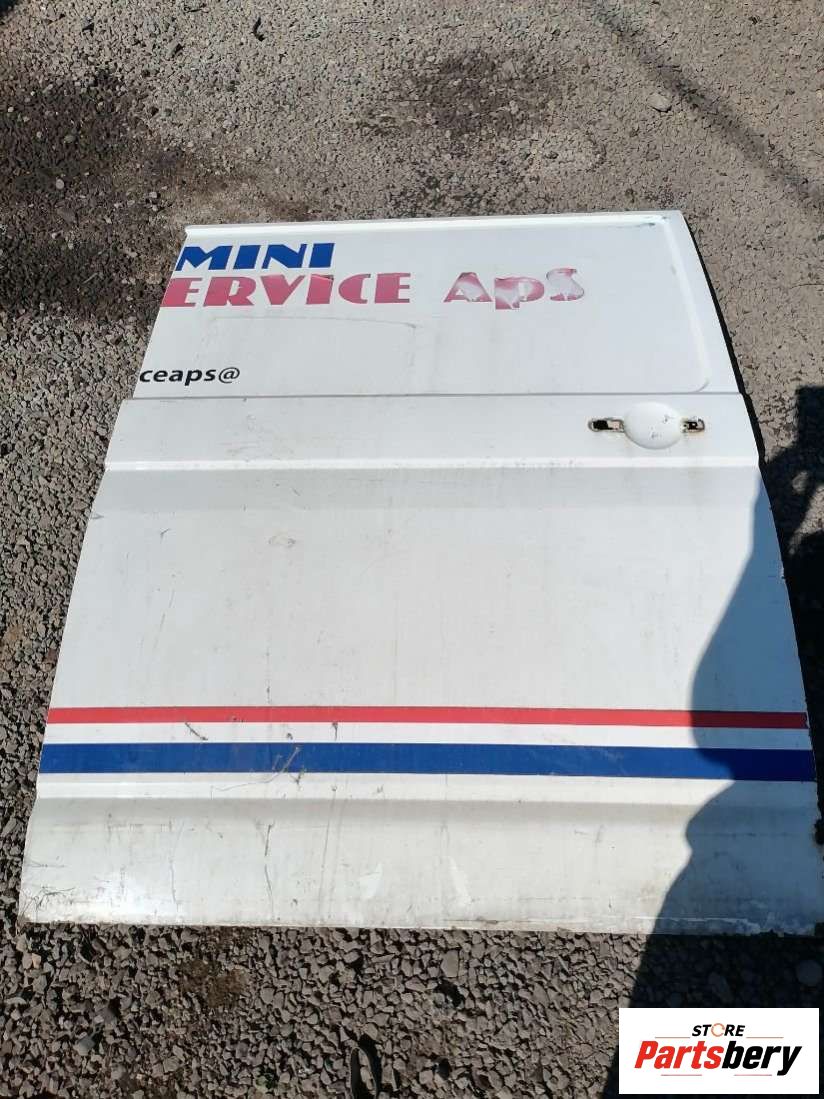 MINI
ERVICE ApS
ceaps@
STORE
Partsbery